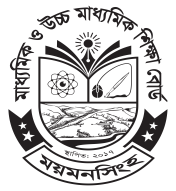 মাধ্যমিক ও উচ্চ মাধ্যমিক শিক্ষা বোর্ড
স্থাপিত: ২০১৭
ময়মনসিংহ